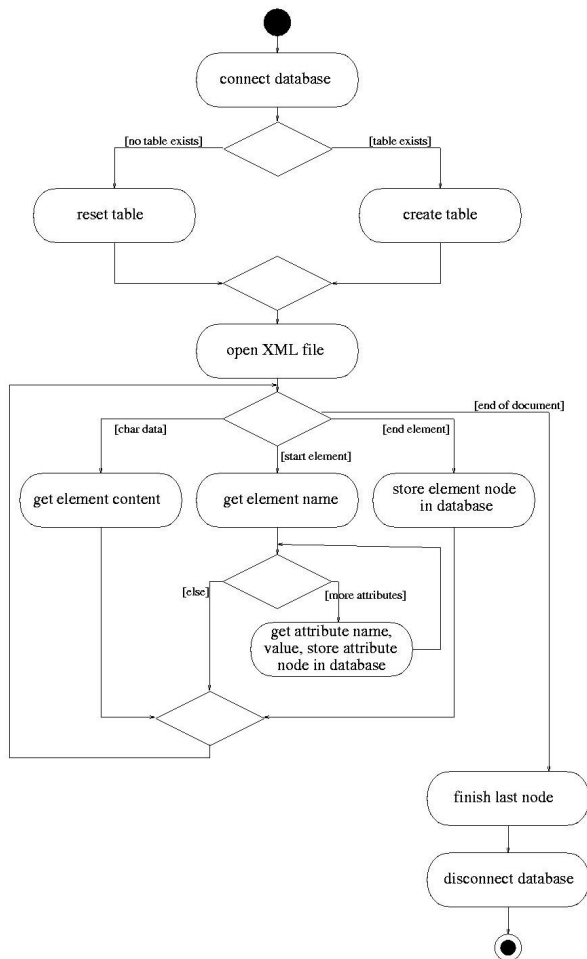 connect database
[no table exists]
[table exists]
reset table
create table
open XML file
[end of document]
[char data]
[end element]
[start element]
get element content
get element name
store element node
in database
[else]
[more attributes]
get attribute name,
value, store attribute
node in database
finish last node
disconnect database